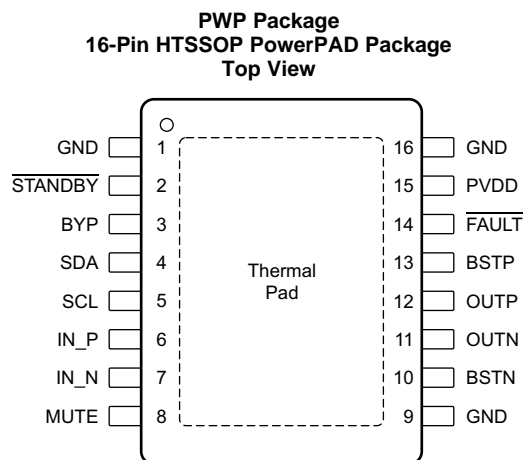 PWP Package
16-Pin HTSSOP PowerPAD Package
Top View
GND 1 16 GND
STANDBY 2 15 PVDD
BYP 3 14 FAULT
SDA 4 13 BSTP
Thermal
Pad
SCL 5 12 OUTP
IN_P 6 11 OUTN
IN_N 7 10 BSTN
MUTE 8 9 GND